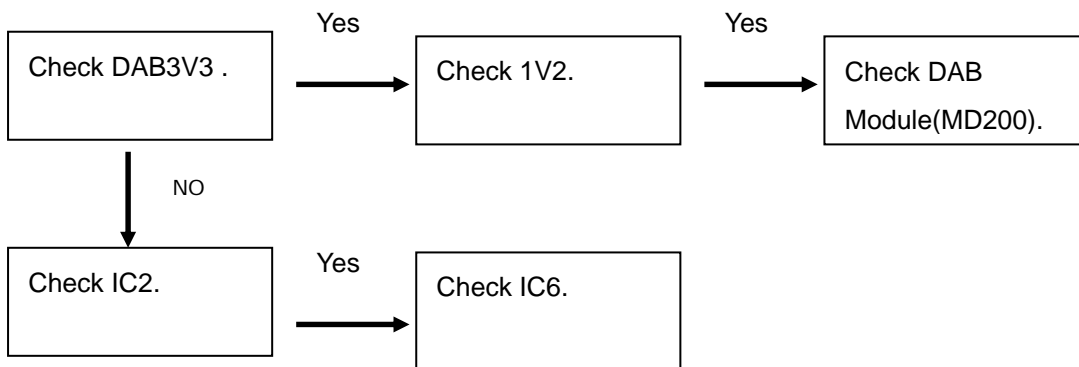 Yes
Yes
Check DAB3V3 .
Check 1V2.
Check DAB
Module(MD200).
NO
Yes
Check IC2.
Check IC6.